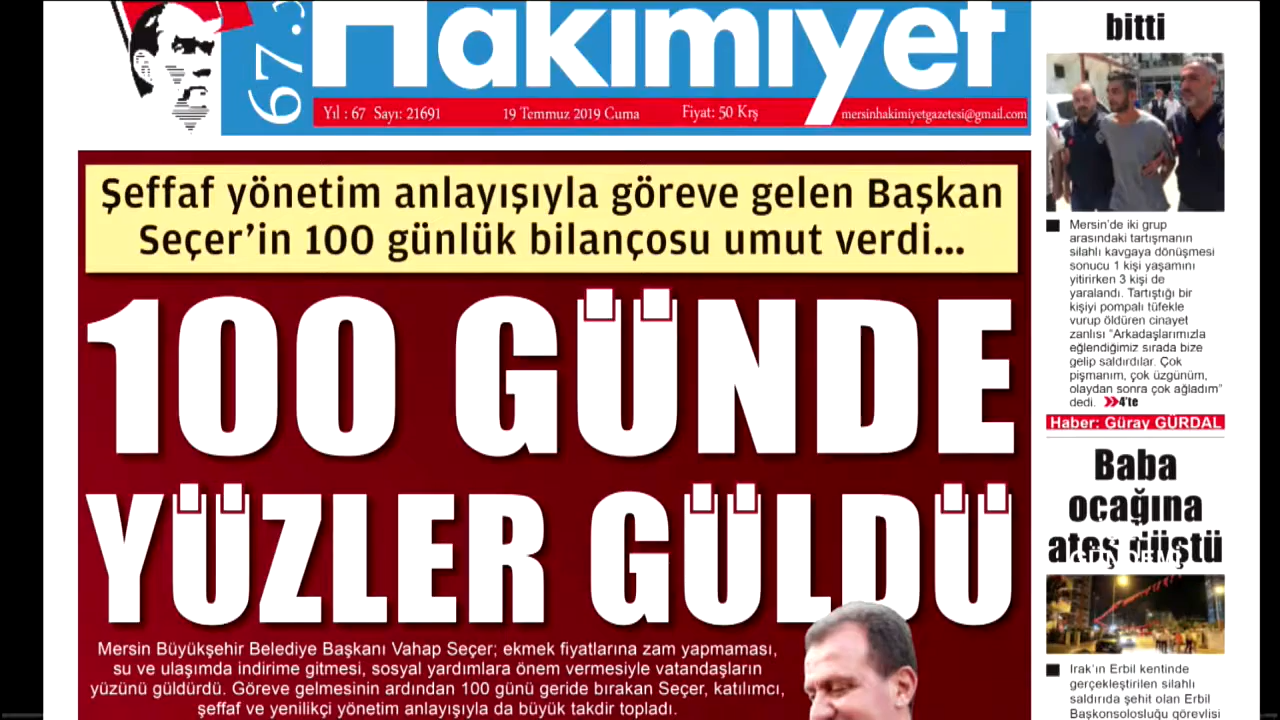 67.
Hakimiyet
Yıl : 67 Sayı: 21691
19 Temmuz 2019 Cuma
Fiyat: 50 Krş
mersinhakimiyetgazetesi@gmail.com
Şeffaf yönetim anlayışıyla göreve gelen Başkan
Seçer'in 100 günlük bilançosu umut verdi...
100 GÜNDE
YÜZLER GÜLDÜ
Mersin Büyükşehir Belediye Başkanı Vahap Seçer; ekmek fiyatlarına zam yapmaması,
su ve ulaşımda indirime gitmesi, sosyal yardımlara önem vermesiyle vatandaşların
yüzünü güldürdü. Göreve gelmesinin ardından 100 günü geride bırakan Seçer, katılımcı,
şeffaf ve yenilikçi yönetim anlayışıyla da büyük takdir topladı.
bitti
Mersin'de iki grup
arasındaki tartışmanın
silahlı kavgaya dönüşmesi
sonucu 1 kişi yaşamını
yitirirken 3 kişi de
yaralandı. Tartıştığı bir
kişiyi pompalı tüfekle
vurup öldüren cinayet
zanlısı "Arkadaşlarımızla
eğlendiğimiz sırada bize
gelip saldırdılar. Çok
pişmanım, çok üzgünüm,
olaydan sonra çok ağladım"
dedi. 4'te
Haber: Güray GÜRDAL
Baba
ocağına
ateş düştü
GÜNDEMİ
Irak'ın Erbil kentinde
gerçekleştirilen silahlı
saldırıda şehit olan Erbil
Başkonsolosluğu görevlisi